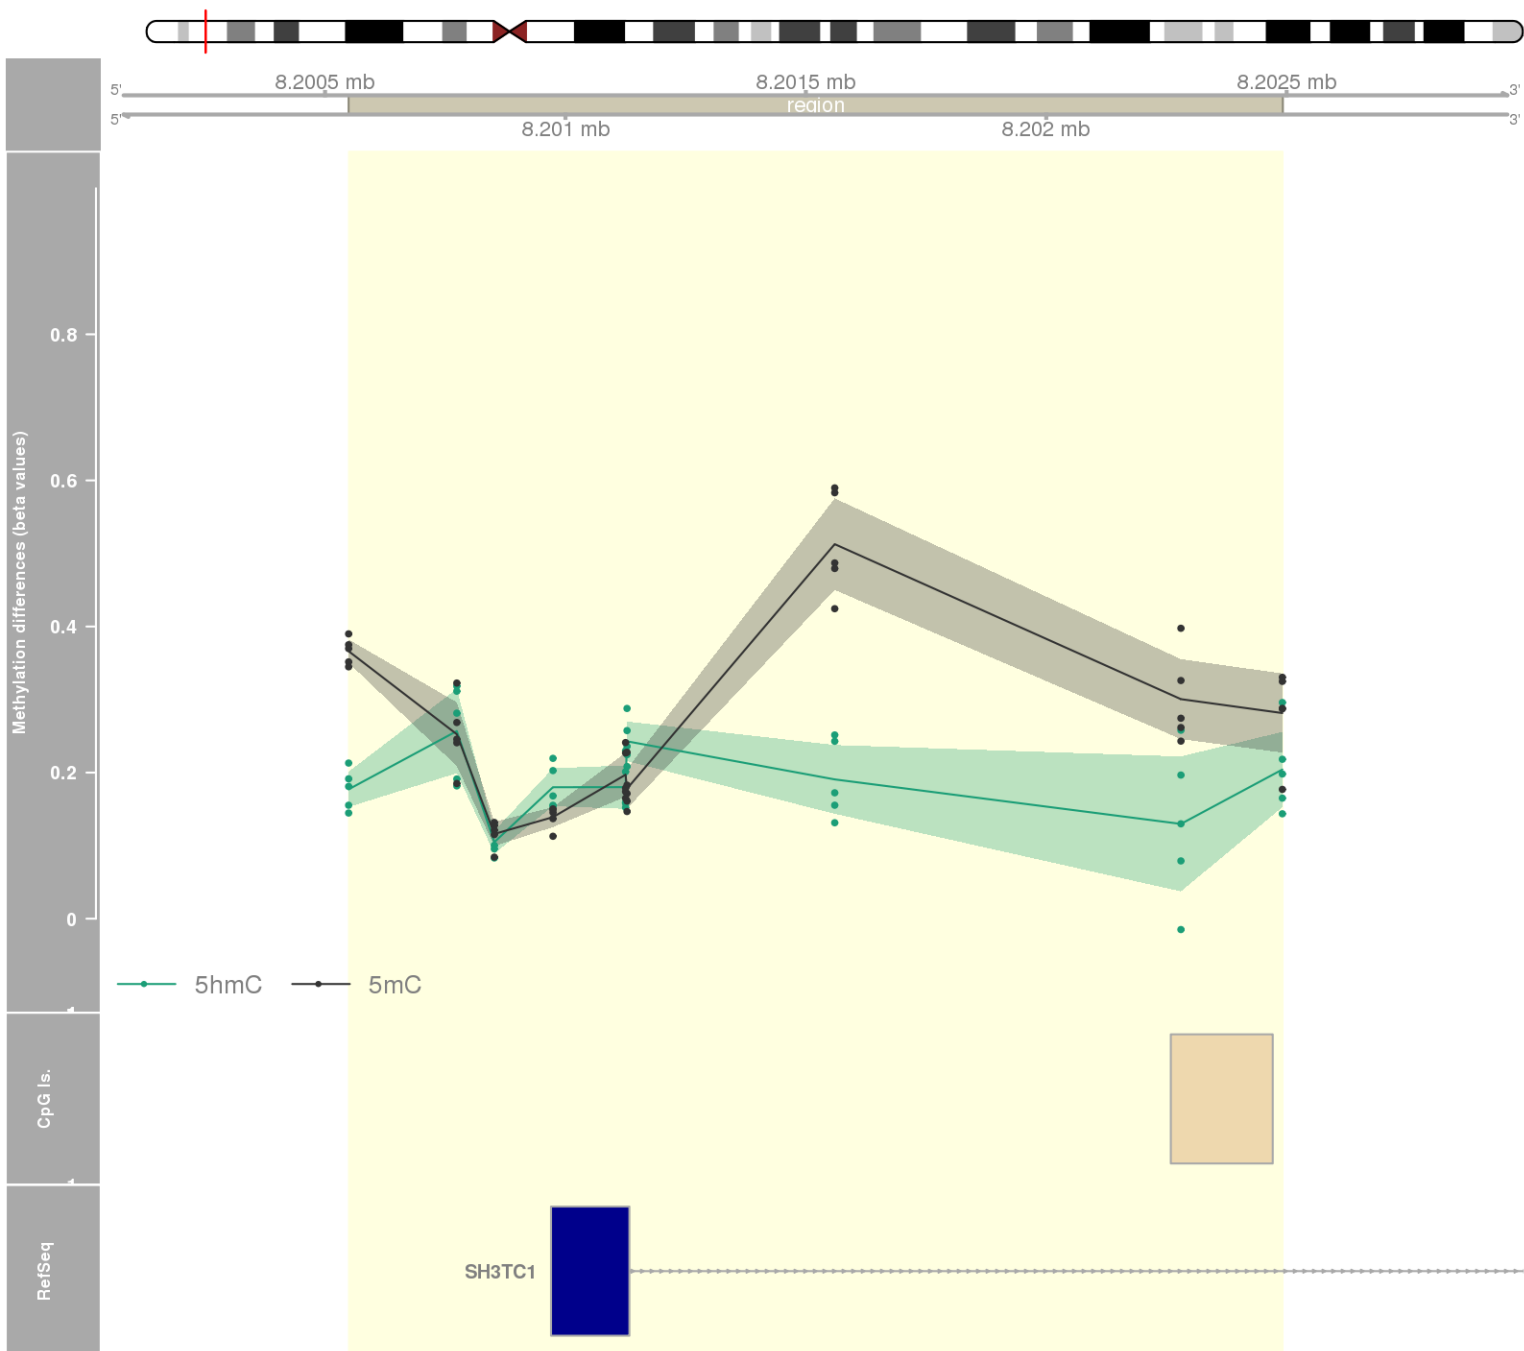 8.2005 mb
8.2015 mb
8.2025 mb
5'
3'
region
5'
3'
8.201 mb
8.202 mb
Methylation differences (beta values)
0.8
0.6
0.4
0.2
0
5hmC
5mC
CpG Is.
RefSeq
SH3TC1